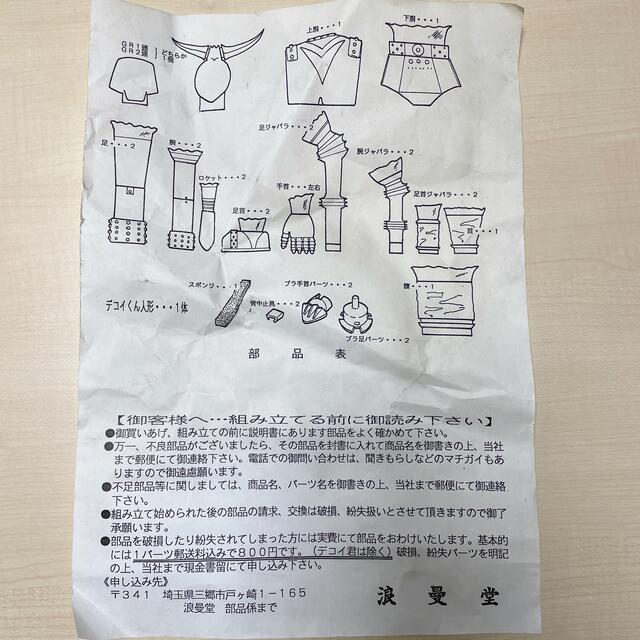 GR1頭
GR2頭
どちらか
1個
上胴・・・1
下胴・・・1
足・・・2
腕・・・2
ロケット・・・2
足首・・・2
手首・・・左右
足ジャバラ・・・2
腕ジャバラ・・・2
足首ジャバラ・・・2
首・・・1
デコイくん人形・・・1体
スポンジ・・・1
背中止具・・・2
プラ手首パーツ・・・2
プラ足パーツ・・・2
腹・・・1
部品表
【御客様へ…組み立てる前に御読み下さい】
●御買いあげ、組み立ての前に説明書にあります部品をよく確かめて下さい。
●万一、不良部品がございましたら、その部品を封書に入れて商品名を御書きの上、当社
まで郵便にて御連絡下さい。電話での御問い合わせは、聞きもらしなどのマチガイもあ
りますので御遠慮願います。
●不足部品等に関しましては、商品名、パーツ名を御書きの上、当社まで郵便にて御連絡
下さい。
●組み立て始められた後の部品の請求、交換は破損、紛失扱いとさせて頂きますので御了
承願います。
●部品を破損したり紛失されてしまった方には実費にて部品をおわけいたします。基本的
には1パーツ郵送料込みで800円です。（デコイ君は除く）破損、紛失パーツを明記
の上、当社まで現金書留にて申し込み下さい。
《申し込み先》
〒341 埼玉県三郷市戸ヶ崎1-165
浪曼堂 部品係まで
浪曼堂